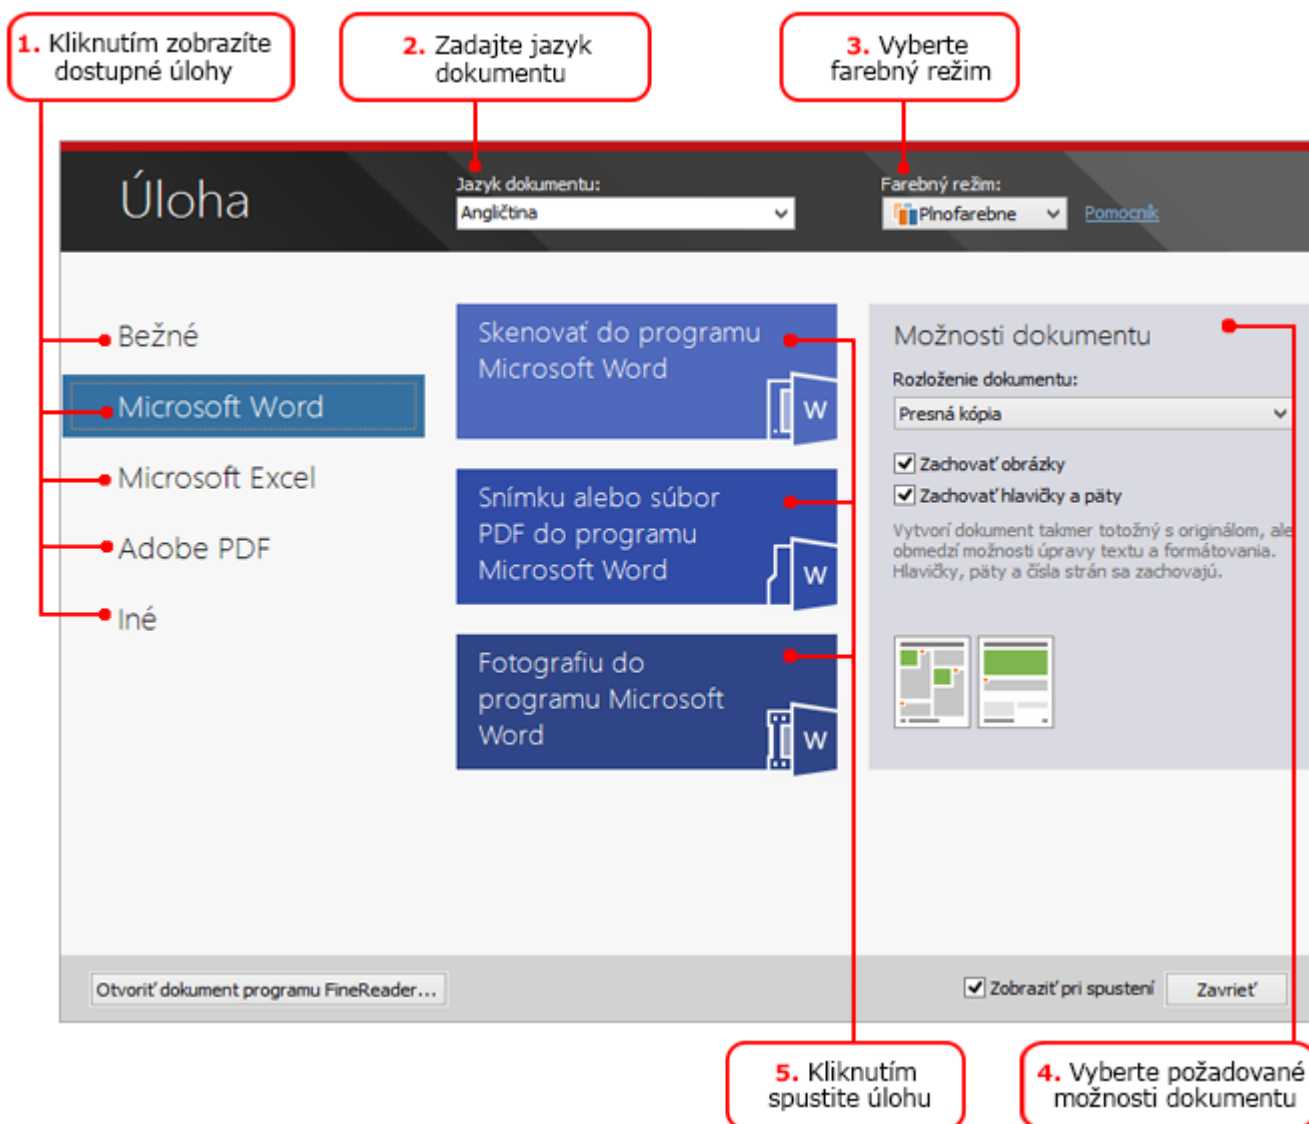 1. Kliknutím zobrazíte
dostupné úlohy
2. Zadajte jazyk
dokumentu
3. Vyberte
farebný režim
Úloha
Jazyk dokumentu:
Angličtina
Farebný režim:
Plnofarebne
Pomocník
Bežné
Microsoft Word
Microsoft Excel
Adobe PDF
Iné
Skenovať do programu
Microsoft Word
W
Snímku alebo súbor
PDF do programu
Microsoft Word
W
Fotografiu do
programu Microsoft
Word
W
Možnosti dokumentu
Rozloženie dokumentu:
Presná kópia
Zachovať obrázky
Zachovať hlavičky a päty
Vytvorí dokument takmer totožný s originálom, ale
obmedzí možnosti úpravy textu a formátovania.
Hlavičky, päty a čísla strán sa zachovajú.
Otvoriť dokument programu FineReader...
Zobraziť pri spustení
Zavrieť
5. Kliknutím
spustite úlohu
4. Vyberte požadované
možnosti dokumentu